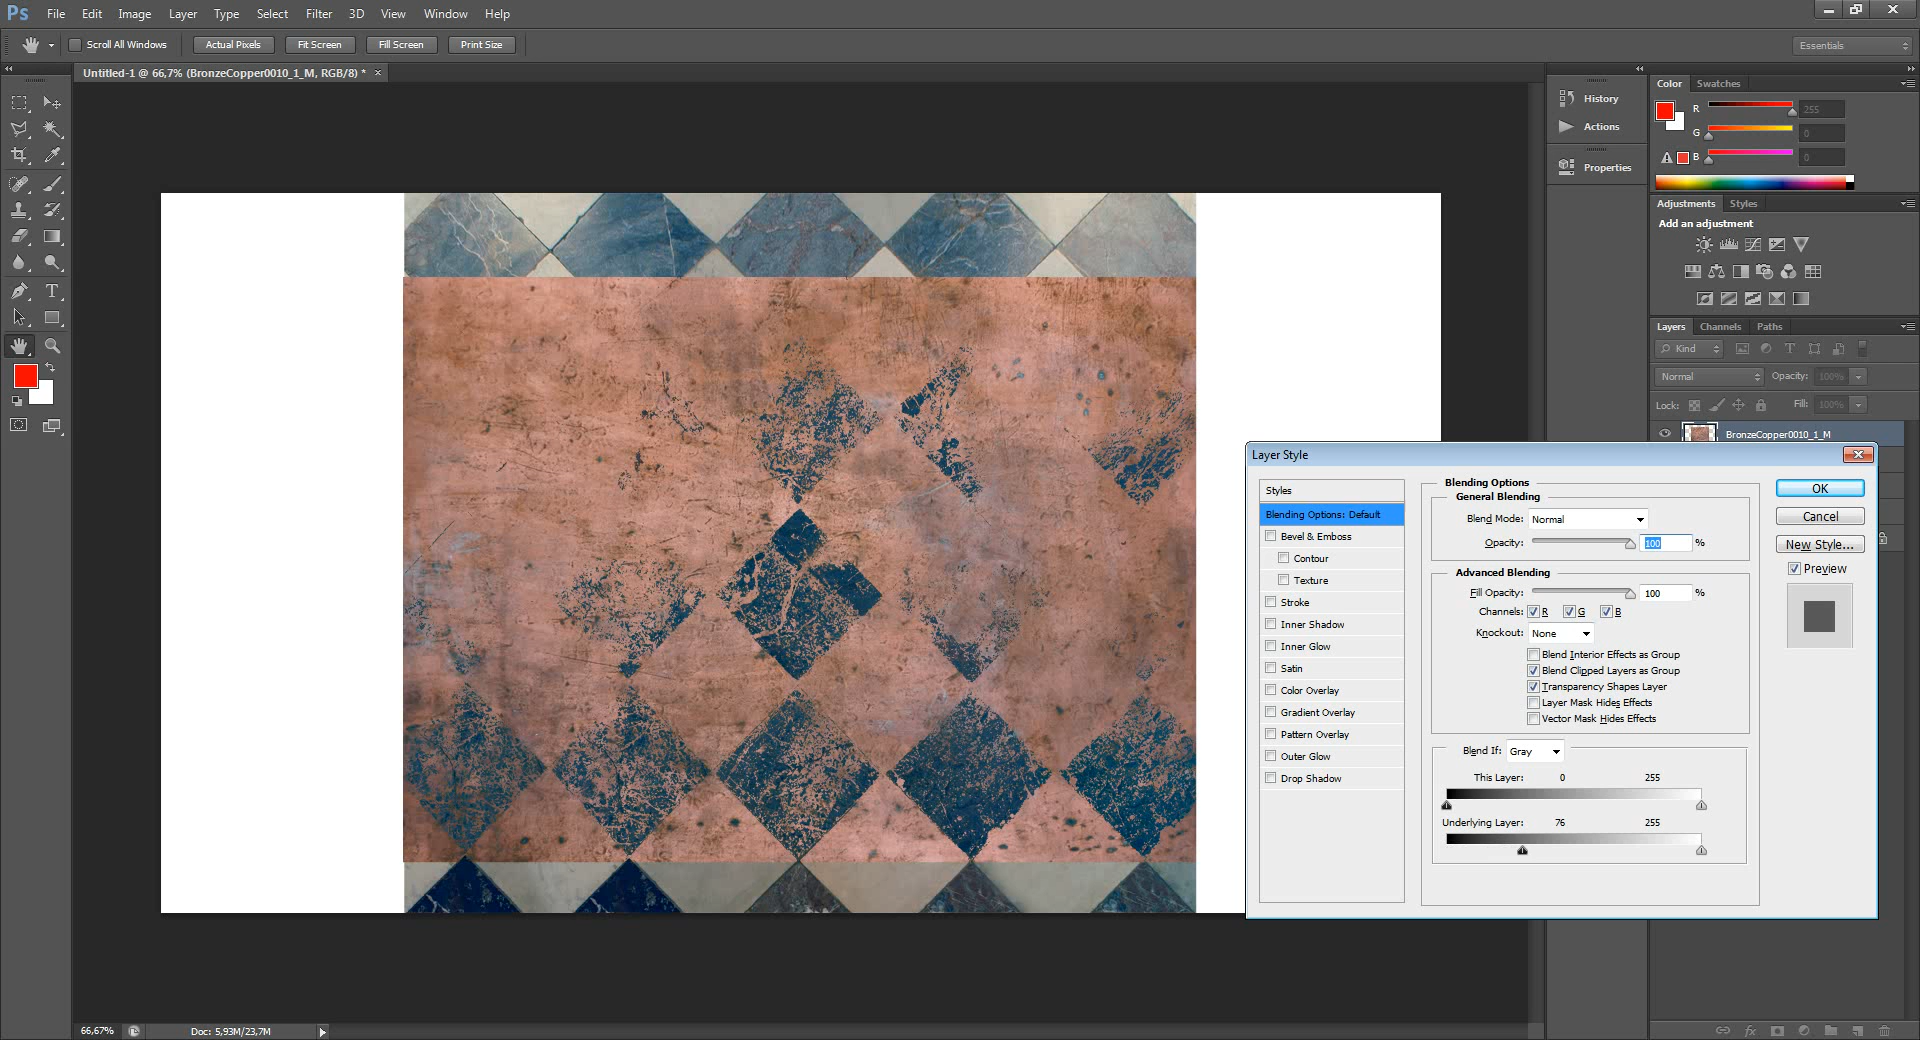 Ps File Edit Image Layer Type Select Filter 3D View Window Help
Scroll All Windows Actual Pixels Fit Screen Fill Screen Print Size Essentials
Untitled-1 @ 66,7% (BronzeCopper0010_1_M, RGB/8) * ×
History
Actions
Properties
Color Swatches
R 255
G 0
B 0
Adjustments Styles
Add an adjustment
Layers Channels Paths
Kind
Normal Opacity: 100%
Lock: Fill: 100%
BronzeCopper0010_1_M
Layer Style
Styles
Blending Options: Default
Bevel & Emboss
Contour
Texture
Stroke
Inner Shadow
Inner Glow
Satin
Color Overlay
Gradient Overlay
Pattern Overlay
Outer Glow
Drop Shadow
Blending Options
General Blending
Blend Mode: Normal
Opacity: 100 %
Advanced Blending
Fill Opacity: 100 %
Channels: R G B
Knockout: None
Blend Interior Effects as Group
Blend Clipped Layers as Group
Transparency Shapes Layer
Layer Mask Hides Effects
Vector Mask Hides Effects
Blend If: Gray
This Layer: 0 255
Underlying Layer: 76 255
OK
Cancel
New Style...
Preview
66,67% Doc: 5,93M/23,7M
fx